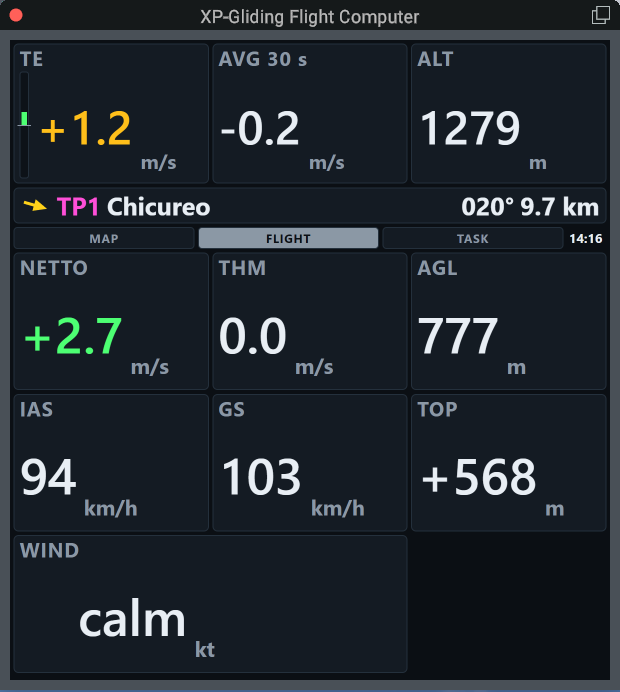 XP-Gliding Flight Computer
TE
+1.2 m/s
AVG 30 s
-0.2 m/s
ALT
1279 m
TP1 Chicureo 020° 9.7 km
MAP FLIGHT TASK 14:16
NETTO
+2.7 m/s
THM
0.0 m/s
AGL
777 m
IAS
94 km/h
GS
103 km/h
TOP
+568 m
WIND
calm kt